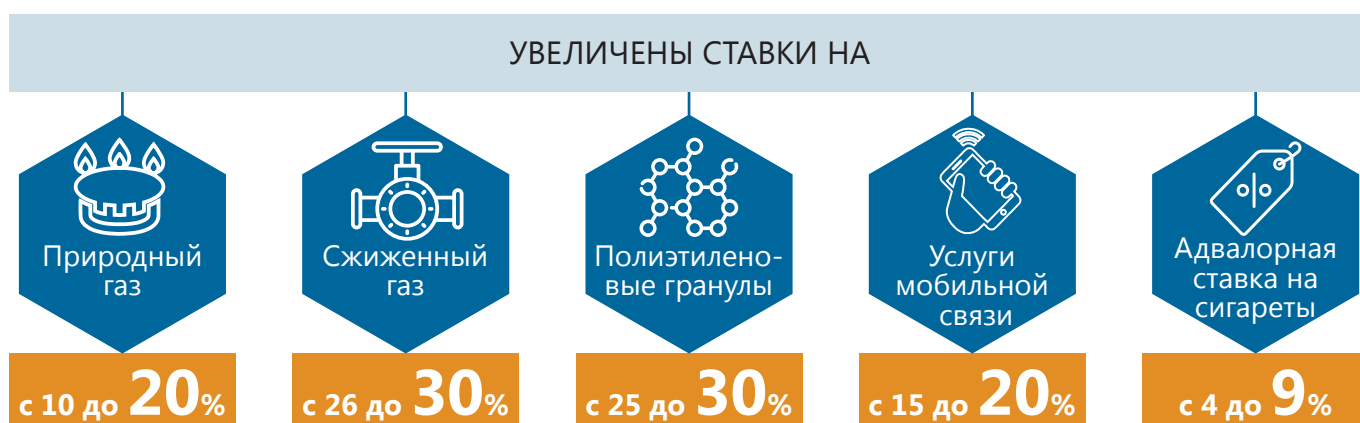 УВЕЛИЧЕНЫ СТАВКИ НА
Природный
газ
с 10 до 20%
Сжиженный
газ
с 26 до 30%
Полиэтилено-
вые гранулы
с 25 до 30%
Услуги
мобильной
связи
с 15 до 20%
Адвалорная
ставка на
сигареты
с 4 до 9%